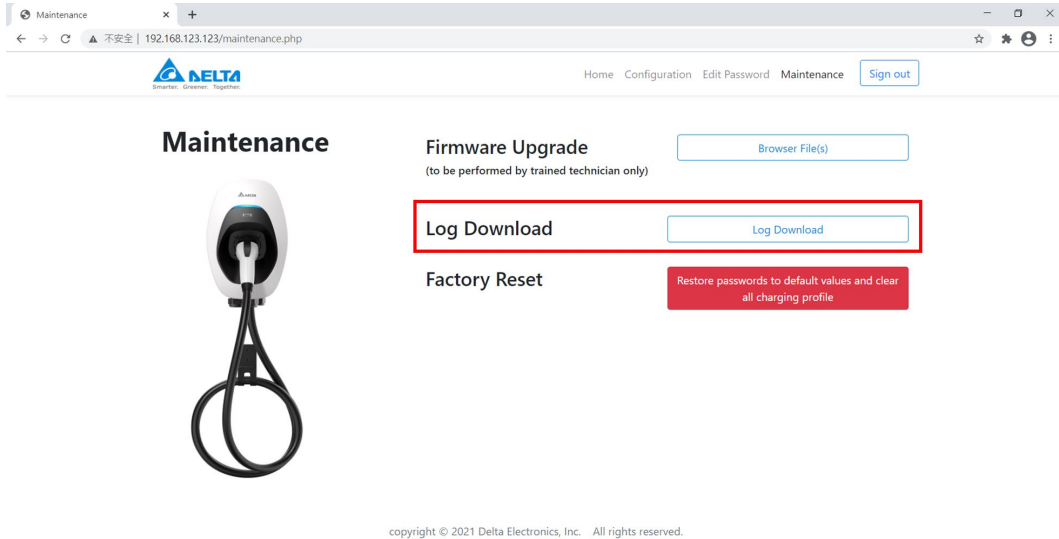 Maintenance
不安全 | 192.168.123.123/maintenance.php
DELTA
Smarter. Greener. Together.
Home Configuration Edit Password Maintenance Sign out
Maintenance
Firmware Upgrade
(to be performed by trained technician only)
Browser File(s)
DELTA
Log Download
Log Download
Factory Reset
Restore passwords to default values and clear
all charging profile
copyright © 2021 Delta Electronics, Inc. All rights reserved.